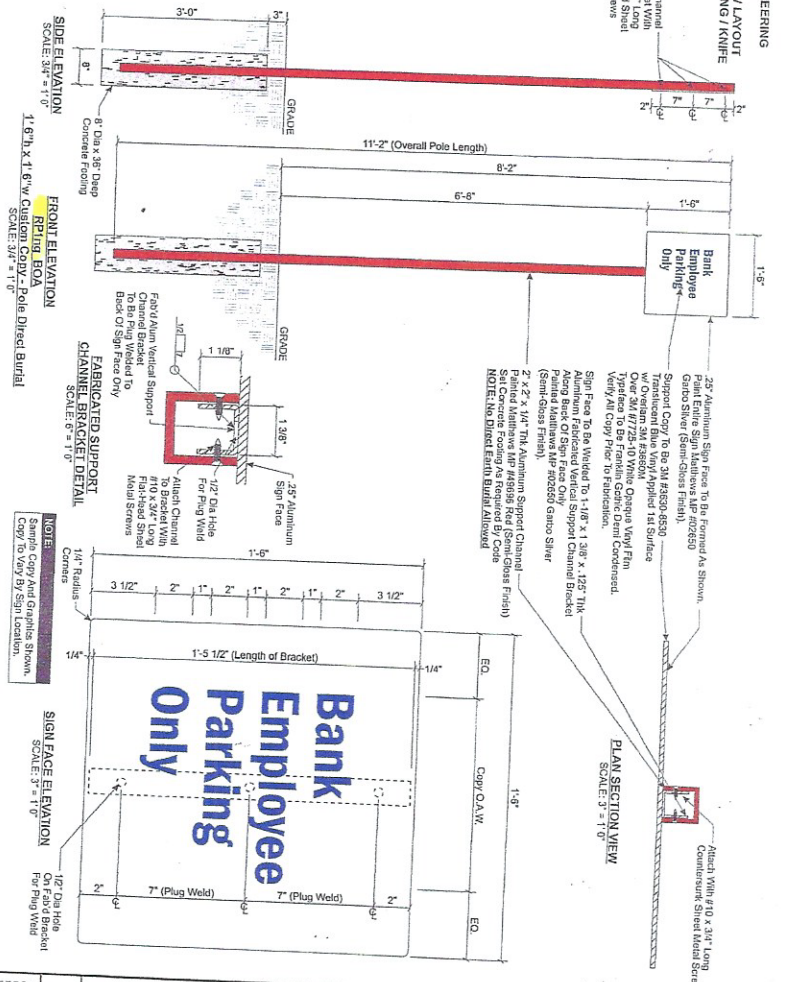 EERING
/ LAYOUT
NG / KNIFE
hannel
et With
" Long
d Sheet
ews
2"
7"
7"
2"
3'-0"
3"
8"
GRADE
8" Dia x 36" Deep
Concrete Footing
SIDE ELEVATION
SCALE: 3/4" = 1' 0"
1'-6"
1'-6"
6'-8"
8'-2"
11'-2" (Overall Pole Length)
Bank
Employee
Parking
Only
GRADE
FRONT ELEVATION
RP1ng_BOA
1' 6"h x 1' 6"w Custom Copy - Pole Direct Burial
SCALE: 3/4" = 1' 0"
.25" Aluminum Sign Face To Be Formed As Shown.
Paint Entire Sign Matthews MP #02650
Garbo Silver (Semi-Gloss Finish).
Support Copy To Be 3M #3630-8530
Translucent Blue Vinyl Applied 1st Surface
w/ Overlam 3M #3660M
Over 3M #7725-10 White Opaque Vinyl Film
Typeface To Be Franklin Gothic Demi Condensed.
Verify All Copy Prior To Fabrication.
Sign Face To Be Welded To 1-1/8" x 1 3/8" x .125" Thk
Aluminum Fabricated Vertical Support Channel Bracket
Along Back Of Sign Face Only
Painted Matthews MP #02650 Garbo Silver
(Semi-Gloss Finish).
2" x 2" x 1/4" Thk Aluminum Support Channel
Painted Matthews MP #49096 Red (Semi-Gloss Finish)
Set Concrete Footing As Required By Code
NOTE: No Direct Earth Burial Allowed
Attach With #10 x 3/4" Long
Countersunk Sheet Metal Scre
PLAN SECTION VIEW
SCALE: 3" = 1' 0"
.25" Aluminum
Sign Face
1 3/8"
1 1/8"
1/2" Dia Hole
For Plug Weld
Attach Channel
To Bracket With
#10 x 3/4" Long
Flat-Head Sheet
Metal Screws
Fab'd Alum Vertical Support
Channel Bracket
To Be Plug Welded To
Back Of Sign Face Only
1/2
FABRICATED SUPPORT
CHANNEL BRACKET DETAIL
SCALE: 6" = 1' 0"
1'-6"
EQ.
Copy O.A.W.
EQ.
1'-6"
3 1/2"
2"
1"
2"
1"
2"
1"
2"
3 1/2"
1/4"
1'-5 1/2" (Length of Bracket)
1/4"
1/4" Radius
Corners
Bank
Employee
Parking
Only
2"
7" (Plug Weld)
7" (Plug Weld)
2"
1/2" Dia Hole
On Fab'd Bracket
For Plug Weld
SIGN FACE ELEVATION
SCALE: 3" = 1' 0"
NOTE:
Sample Copy And Graphics Shown.
Copy To Vary By Sign Location.